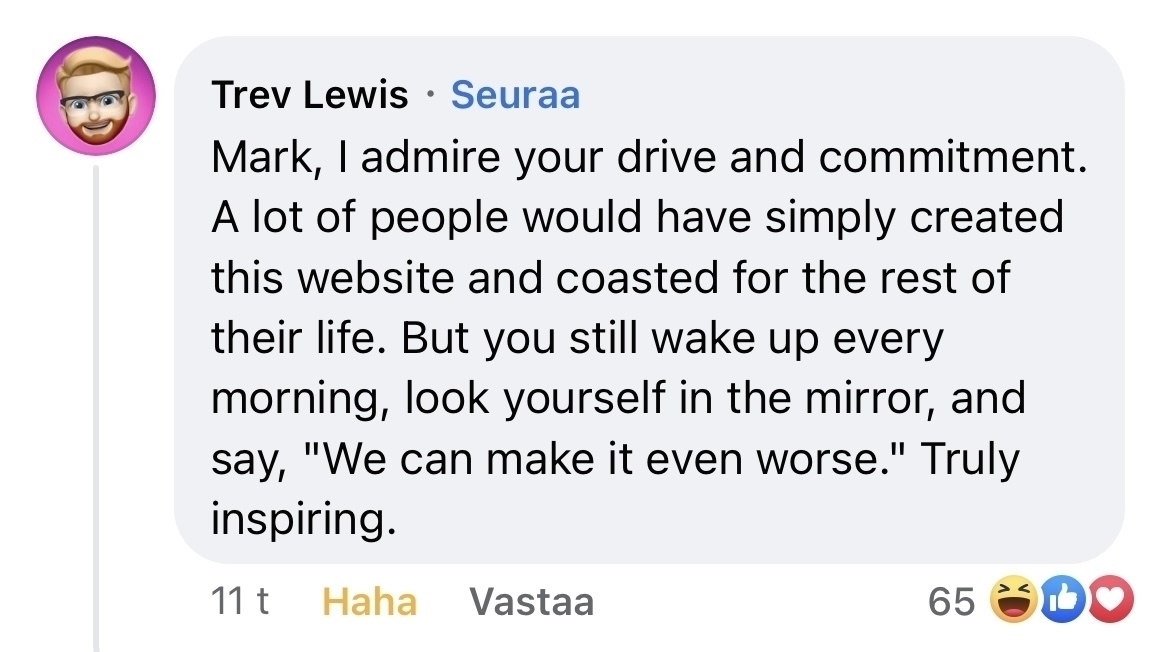 Trev Lewis · Seuraa
Mark, I admire your drive and commitment.
A lot of people would have simply created
this website and coasted for the rest of
their life. But you still wake up every
morning, look yourself in the mirror, and
say, "We can make it even worse." Truly
inspiring.
11 t Haha Vastaa 65